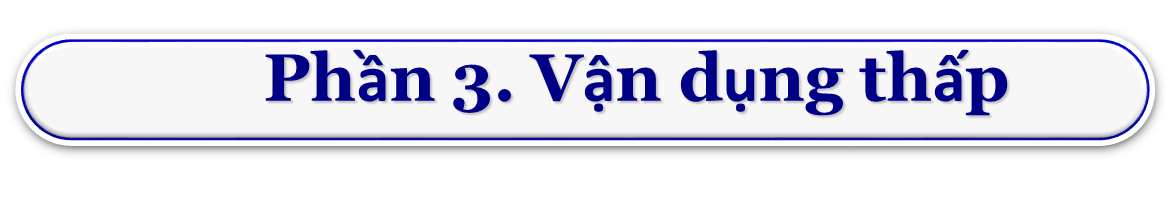 Phần 3. Vận dụng thấp